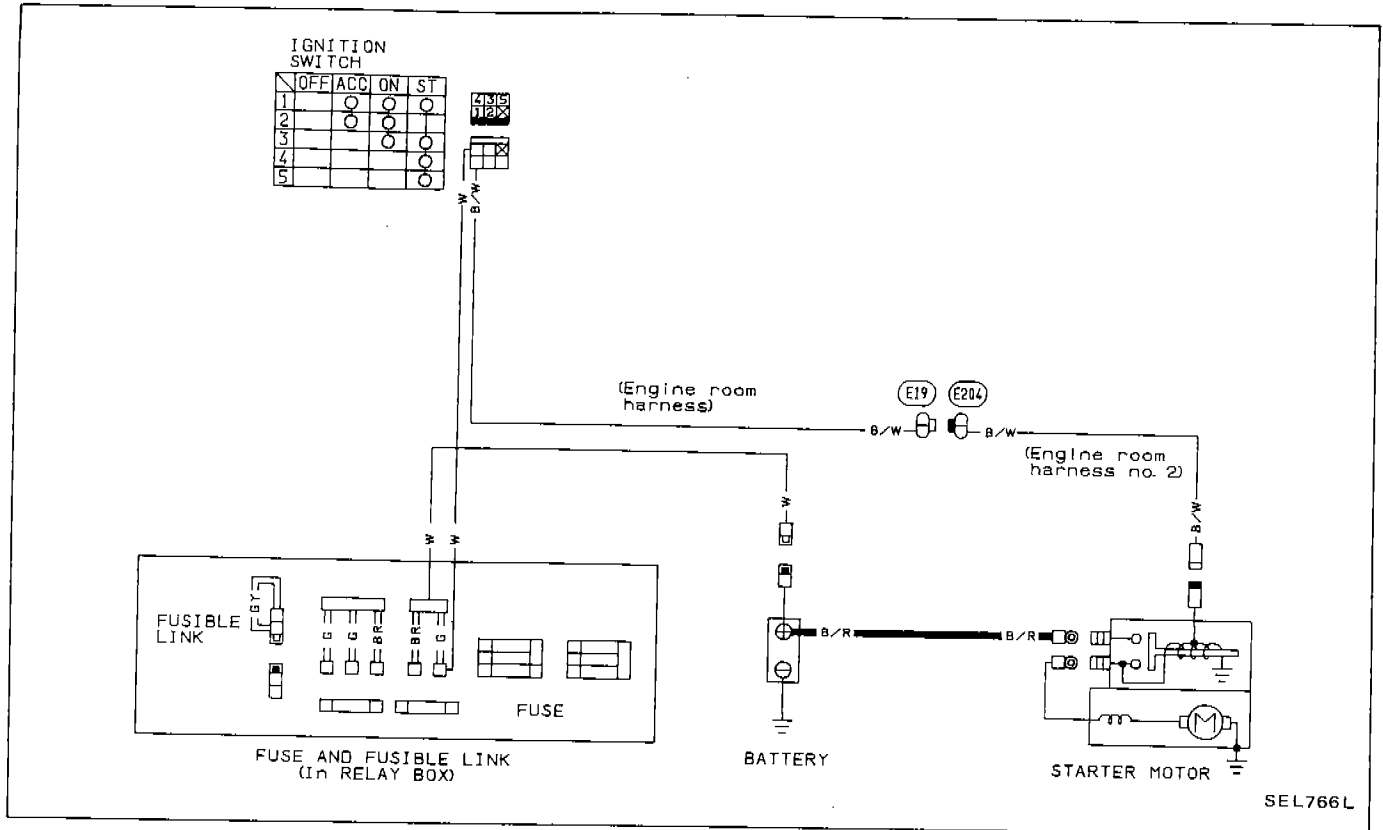 IGNITION
SWITCH
OFF ACC ON ST
1
2
3
4
5
4 3 5
1 2
W
B/W
(Engine room
harness)
E19 E204
B/W
B/W
(Engine room
harness no. 2)
W
B/W
W W
GY
FUSIBLE
LINK
G G BR BR G
FUSE
B/R B/R
M
FUSE AND FUSIBLE LINK
(In RELAY BOX)
BATTERY
STARTER MOTOR
SEL766L